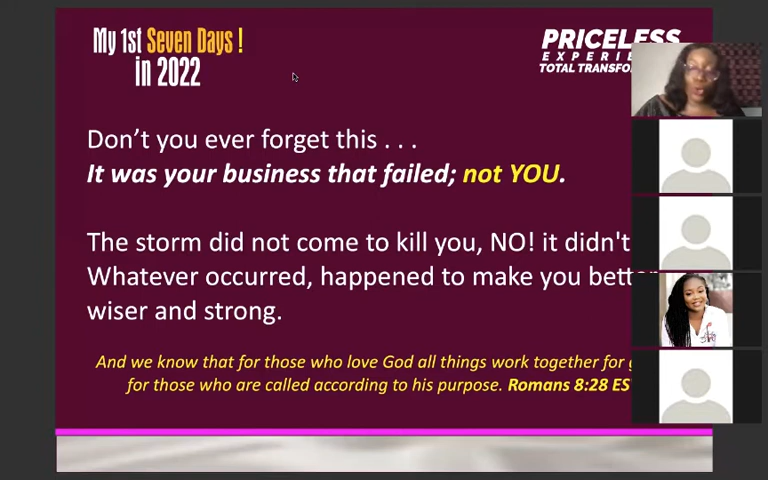 My 1st Seven Days !
in 2022
PRICELESS
EXPERIE
TOTAL TRANSFOR
Don't you ever forget this . . .
It was your business that failed; not YOU.
The storm did not come to kill you, NO! it didn't
Whatever occurred, happened to make you bette
wiser and strong.
And we know that for those who love God all things work together for g
for those who are called according to his purpose. Romans 8:28 ES